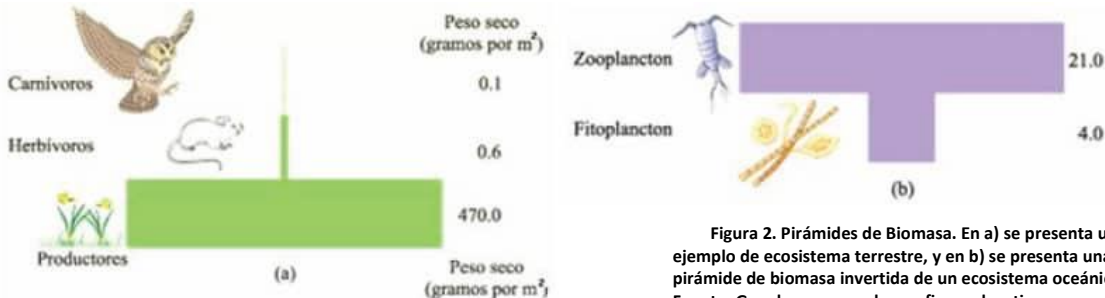 Peso seco
(gramos por m²)
Carnívoros
0.1
Herbívoros
0.6
470.0
Productores
(a)
Peso seco
(gramos por m²)
Zooplancton
21.0
Fitoplancton
4.0
(b)
Figura 2. Pirámides de Biomasa. En a) se presenta
ejemplo de ecosistema terrestre, y en b) se presenta
pirámide de biomasa invertida de un ecosistema